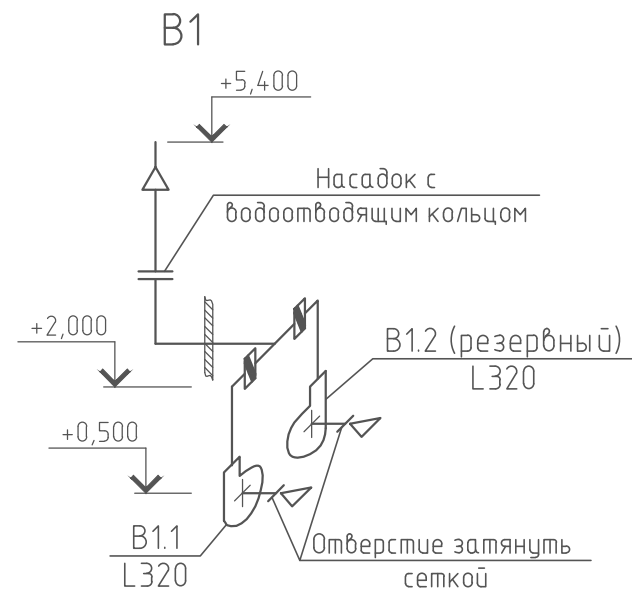 В1
+5,400
Насадок с
водоотводящим кольцом
+2,000
В1.2 (резервный)
L320
+0,500
В1.1
L320
Отверстие затянуть
сеткой